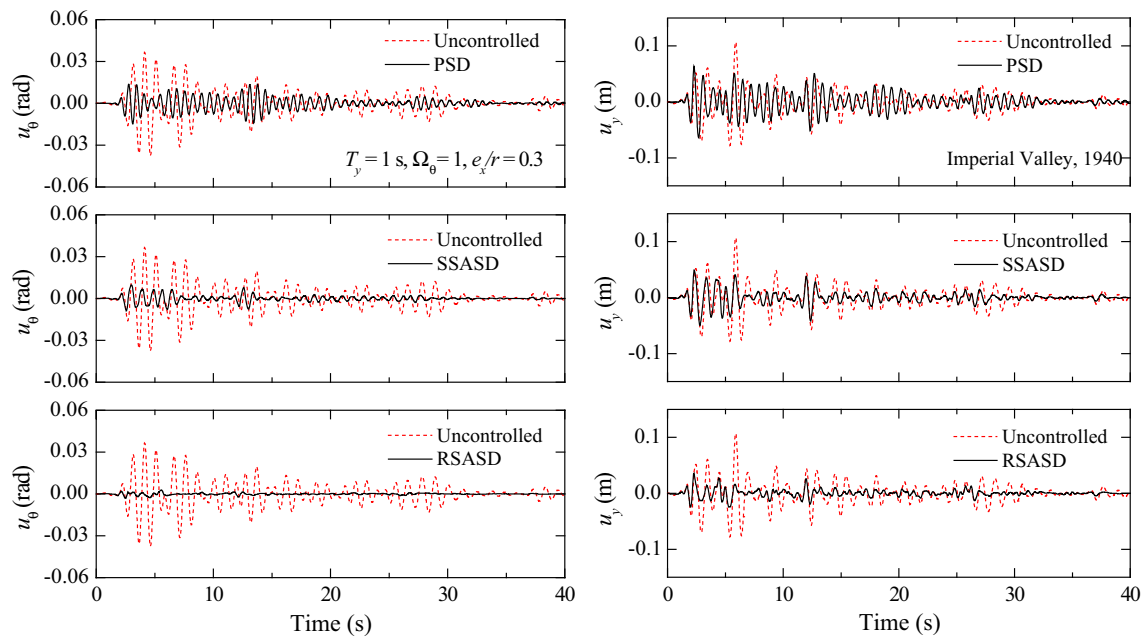 0.06
0.03
0.00
-0.03
-0.06
u_θ (rad)
Uncontrolled
PSD
T_y = 1 s, Ω_θ = 1, e_x/r = 0.3
0.1
0.0
-0.1
u_y (m)
Uncontrolled
PSD
Imperial Valley, 1940
0.06
0.03
0.00
-0.03
-0.06
u_θ (rad)
Uncontrolled
SSASD
0.1
0.0
-0.1
u_y (m)
Uncontrolled
SSASD
0.06
0.03
0.00
-0.03
-0.06
u_θ (rad)
Uncontrolled
RSASD
0 10 20 30 40
Time (s)
0.1
0.0
-0.1
u_y (m)
Uncontrolled
RSASD
0 10 20 30 40
Time (s)